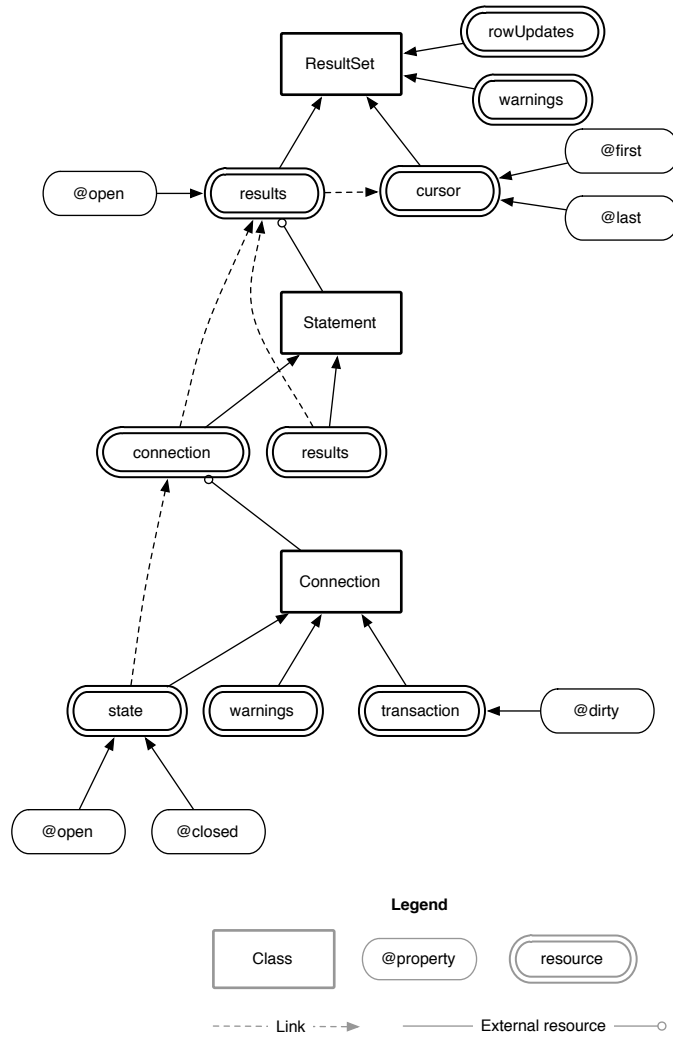 rowUpdates
ResultSet
warnings
@first
@open
results
cursor
@last
Statement
connection
results
Connection
state
warnings
transaction
@dirty
@open
@closed
Legend
Class
@property
resource
Link
External resource